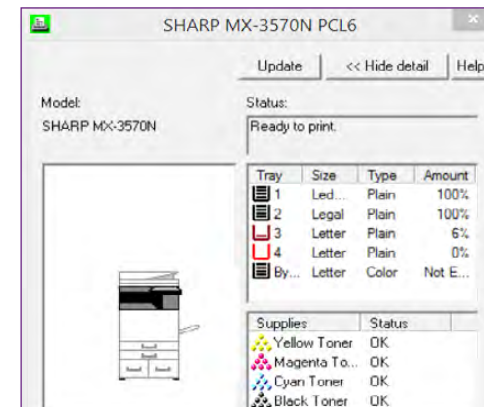 SHARP MX-3570N PCL6
Update << Hide detail Help
Model: Status:
SHARP MX-3570N Ready to print.
Tray Size Type Amount
1 Led... Plain 100%
2 Legal Plain 100%
3 Letter Plain 6%
4 Letter Plain 0%
By... Letter Color Not E...
Supplies Status
Yellow Toner OK
Magenta To... OK
Cyan Toner OK
Black Toner OK